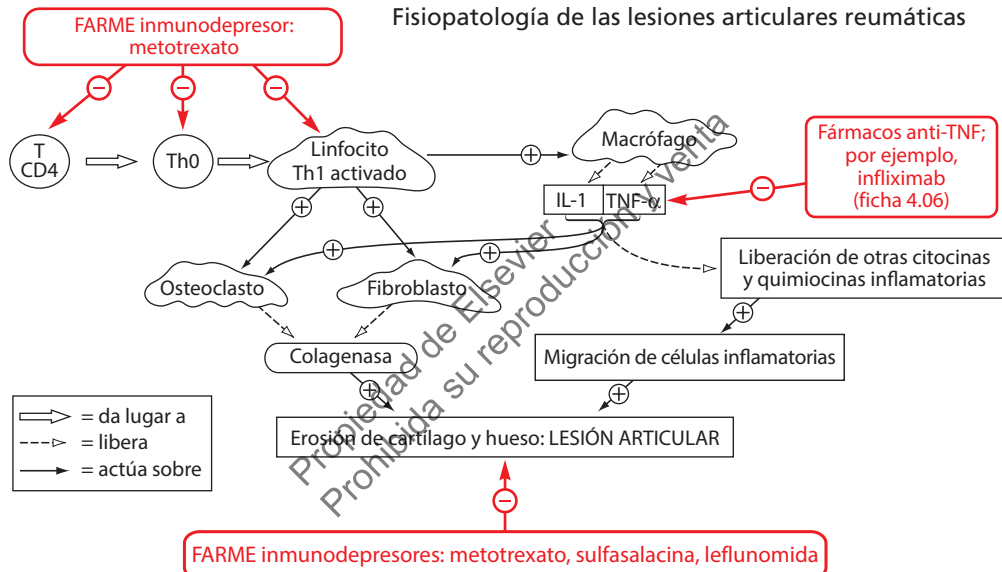 Fisiopatología de las lesiones articulares reumáticas
FARME inmunodepresor:
metotrexato
T
CD4
Th0
Linfocito
Th1 activado
Macrófago
IL-1
TNF-α
Fármacos anti-TNF;
por ejemplo,
infliximab
(ficha 4.06)
Osteoclasto
Fibroblasto
Liberación de otras citocinas
y quimiocinas inflamatorias
Colagenasa
Migración de células inflamatorias
= da lugar a
= libera
= actúa sobre
Erosión de cartílago y hueso: LESIÓN ARTICULAR
FARME inmunodepresores: metotrexato, sulfasalacina, leflunomida
Propiedad de Elsevier
Prohibida su reproducción y venta